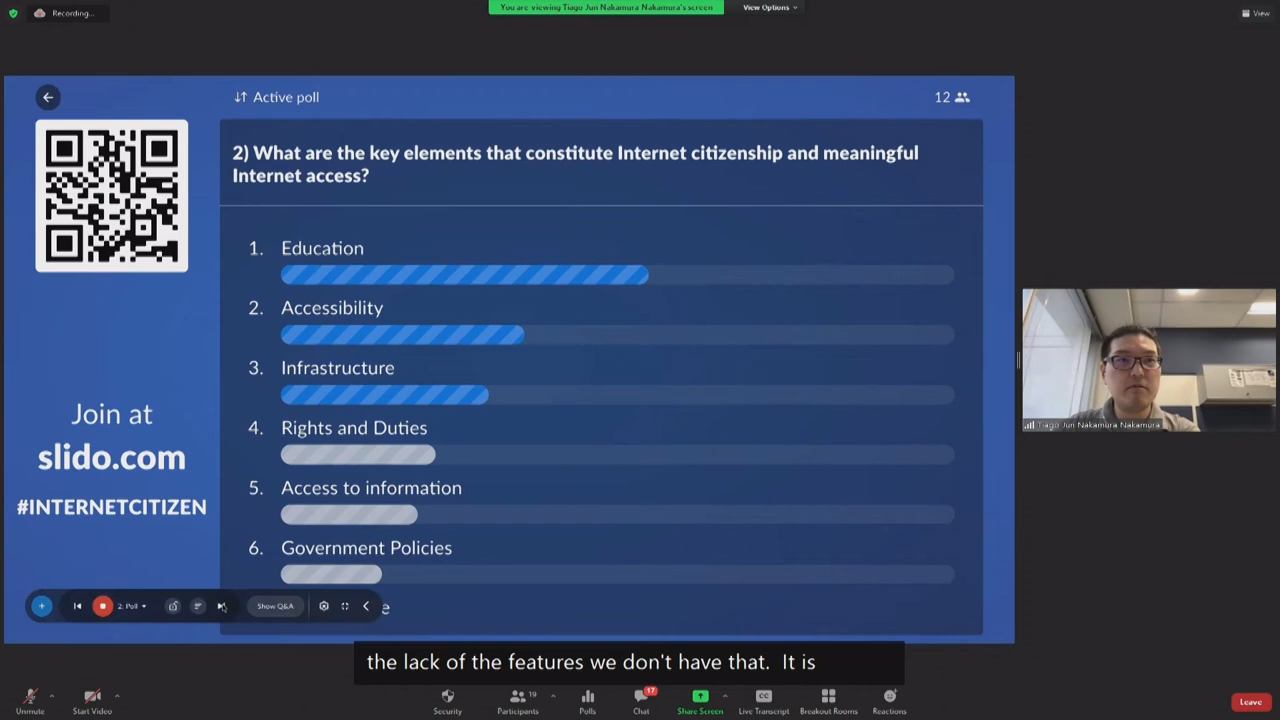 Recording...
You are viewing Tiago Jun Nakamura Nakamura's screen
View Options
View
Active poll
12
2) What are the key elements that constitute Internet citizenship and meaningful
Internet access?
1. Education
2. Accessibility
3. Infrastructure
4. Rights and Duties
5. Access to information
6. Government Policies
Join at
slido.com
#INTERNETCITIZEN
2: Poll
Show Q&A
Tiago Jun Nakamura Nakamura
the lack of the features we don't have that. It is
Unmute
Start Video
Security
Participants
19
Polls
Chat
17
Share Screen
Live Transcript
Breakout Rooms
Reactions
Leave